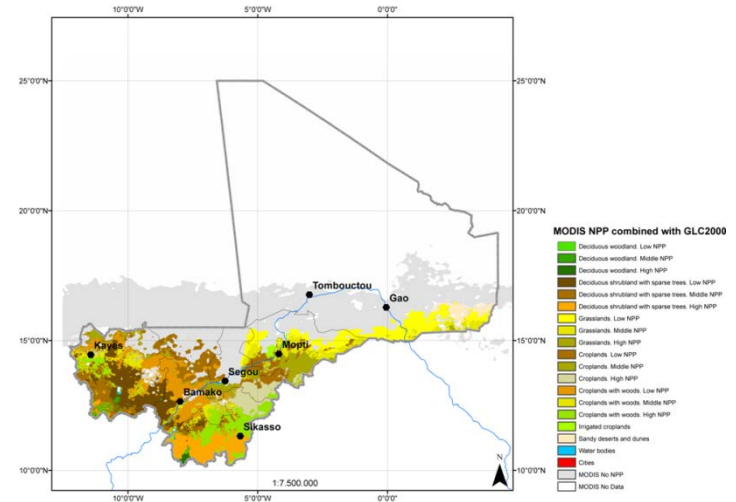 10°0'0"W
5°0'0"W
0°0'0"
25°0'0"N
25°0'0"N
20°0'0"N
20°0'0"N
15°0'0"N
15°0'0"N
10°0'0"N
10°0'0"N
Tombouctou
Gao
Kayes
Mopti
Segou
Bamako
Sikasso
N
1:7.500.000
10°0'0"W
5°0'0"W
0°0'0"
MODIS NPP combined with GLC2000
Deciduous woodland. Low NPP
Deciduous woodland. Middle NPP
Deciduous woodland. High NPP
Deciduous shrubland with sparse trees. Low NPP
Deciduous shrubland with sparse trees. Middle NPP
Deciduous shrubland with sparse trees. High NPP
Grasslands. Low NPP
Grasslands. Middle NPP
Grasslands. High NPP
Croplands. Low NPP
Croplands. Middle NPP
Croplands. High NPP
Croplands with woods. Low NPP
Croplands with woods. Middle NPP
Croplands with woods. High NPP
Irrigated croplands
Sandy deserts and dunes
Water bodies
Cities
MODIS No NPP
MODIS No Data